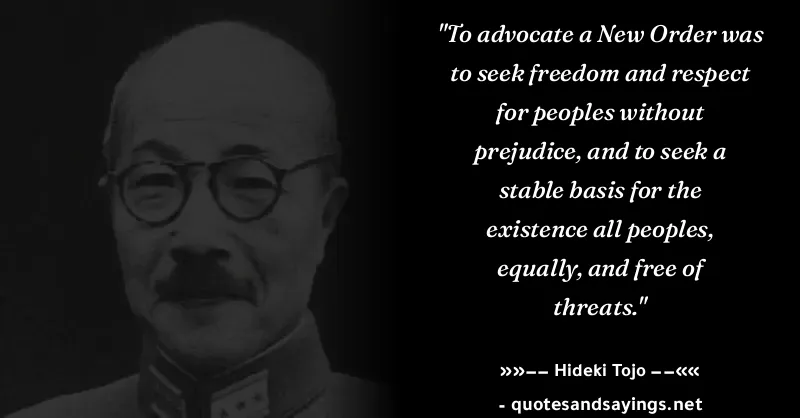 "To advocate a New Order was
to seek freedom and respect
for peoples without
prejudice, and to seek a
stable basis for the
existence all peoples,
equally, and free of
threats."
»»−− Hideki Tojo −−««
- quotesandsayings.net